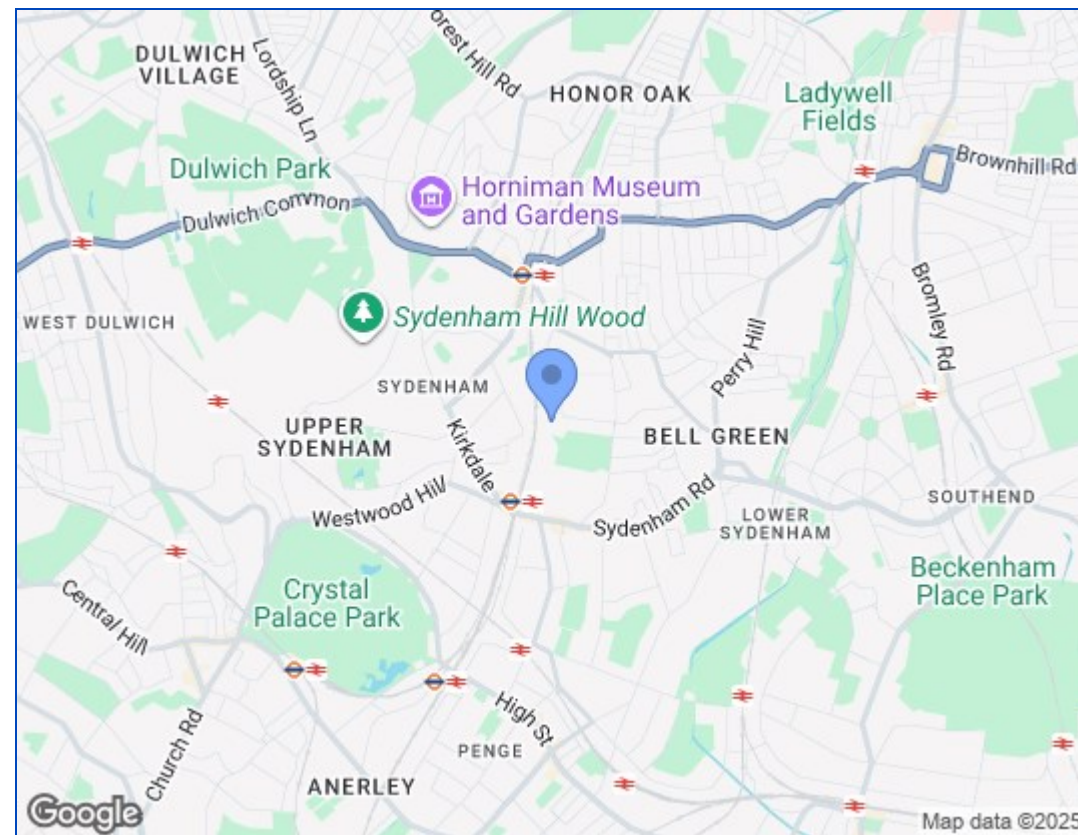 DULWICH
VILLAGE
Lordship Ln
orest Hill Rd
HONOR OAK
Ladywell
Fields
Brownhill Rd
Dulwich Park
Dulwich Common
Horniman Museum
and Gardens
WEST DULWICH
Sydenham Hill Wood
Bromley Rd
Perry Hill
SYDENHAM
UPPER
SYDENHAM
Kirkdale
BELL GREEN
Westwood Hill
Sydenham Rd
LOWER
SYDENHAM
SOUTHEND
Crystal
Palace Park
Beckenham
Place Park
Central Hill
Church Rd
High St
PENGE
ANERLEY
Google
Map data ©2025